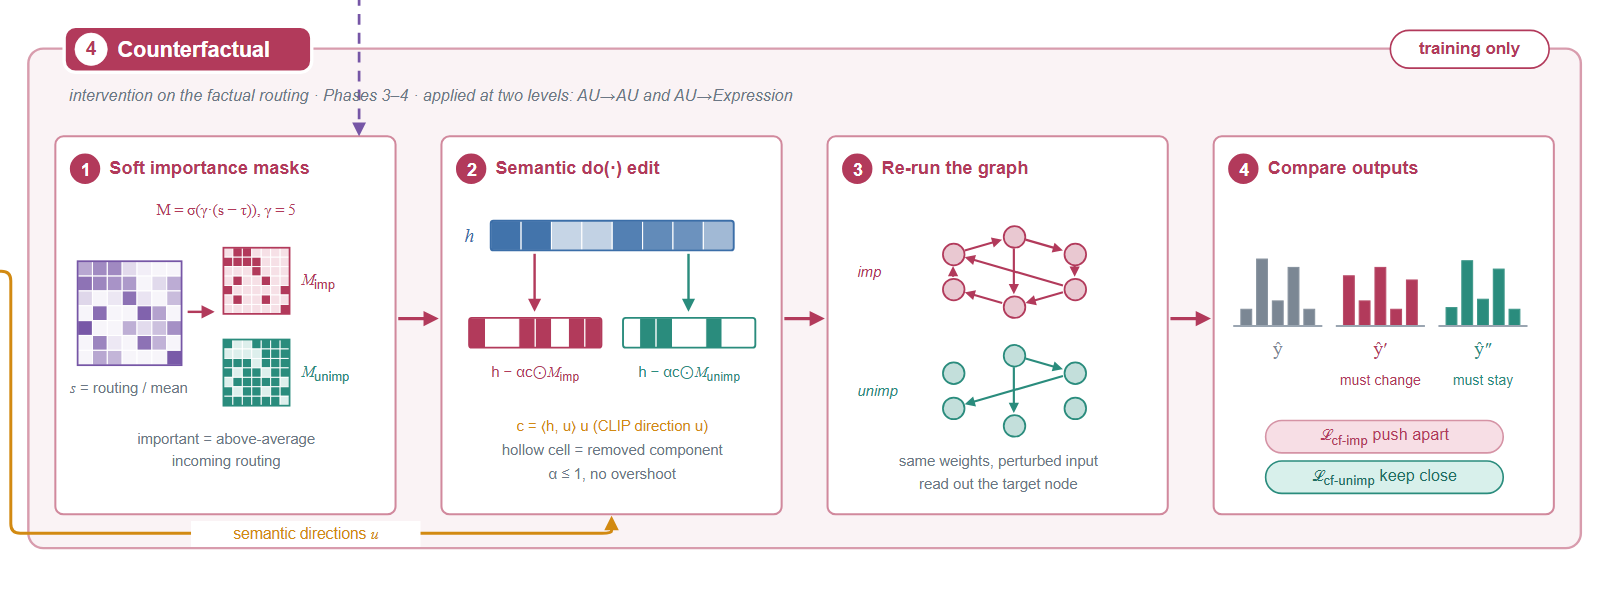 4 Counterfactual
training only
intervention on the factual routing · Phases 3–4 · applied at two levels: AU→AU and AU→Expression
1 Soft importance masks
M = σ(γ·(s − τ)), γ = 5
Mimp
Munimp
s = routing / mean
important = above-average
incoming routing
2 Semantic do(·) edit
h
h − αc⊙Mimp
h − αc⊙Munimp
c = ⟨h, u⟩ u (CLIP direction u)
hollow cell = removed component
α ≤ 1, no overshoot
3 Re-run the graph
imp
unimp
same weights, perturbed input
read out the target node
4 Compare outputs
ŷ
ŷ′
ŷ″
must change
must stay
ℒcf-imp push apart
ℒcf-unimp keep close
semantic directions u